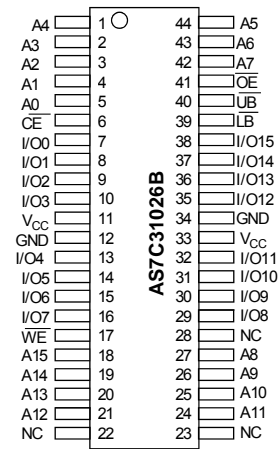 A4 1 44 A5
A3 2 43 A6
A2 3 42 A7
A1 4 41 OE
A0 5 40 UB
CE 6 39 LB
I/O0 7 38 I/O15
I/O1 8 37 I/O14
I/O2 9 36 I/O13
I/O3 10 35 I/O12
VCC 11 34 GND
GND 12 33 VCC
I/O4 13 32 I/O11
I/O5 14 31 I/O10
I/O6 15 30 I/O9
I/O7 16 29 I/O8
WE 17 28 NC
A15 18 27 A8
A14 19 26 A9
A13 20 25 A10
A12 21 24 A11
NC 22 23 NC
AS7C31026B